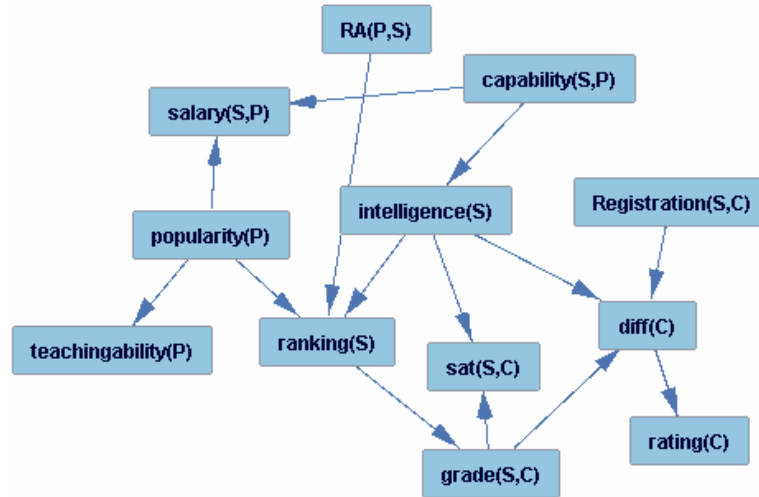 RA(P,S)
capability(S,P)
salary(S,P)
intelligence(S)
Registration(S,C)
popularity(P)
teachingability(P)
ranking(S)
diff(C)
sat(S,C)
rating(C)
grade(S,C)